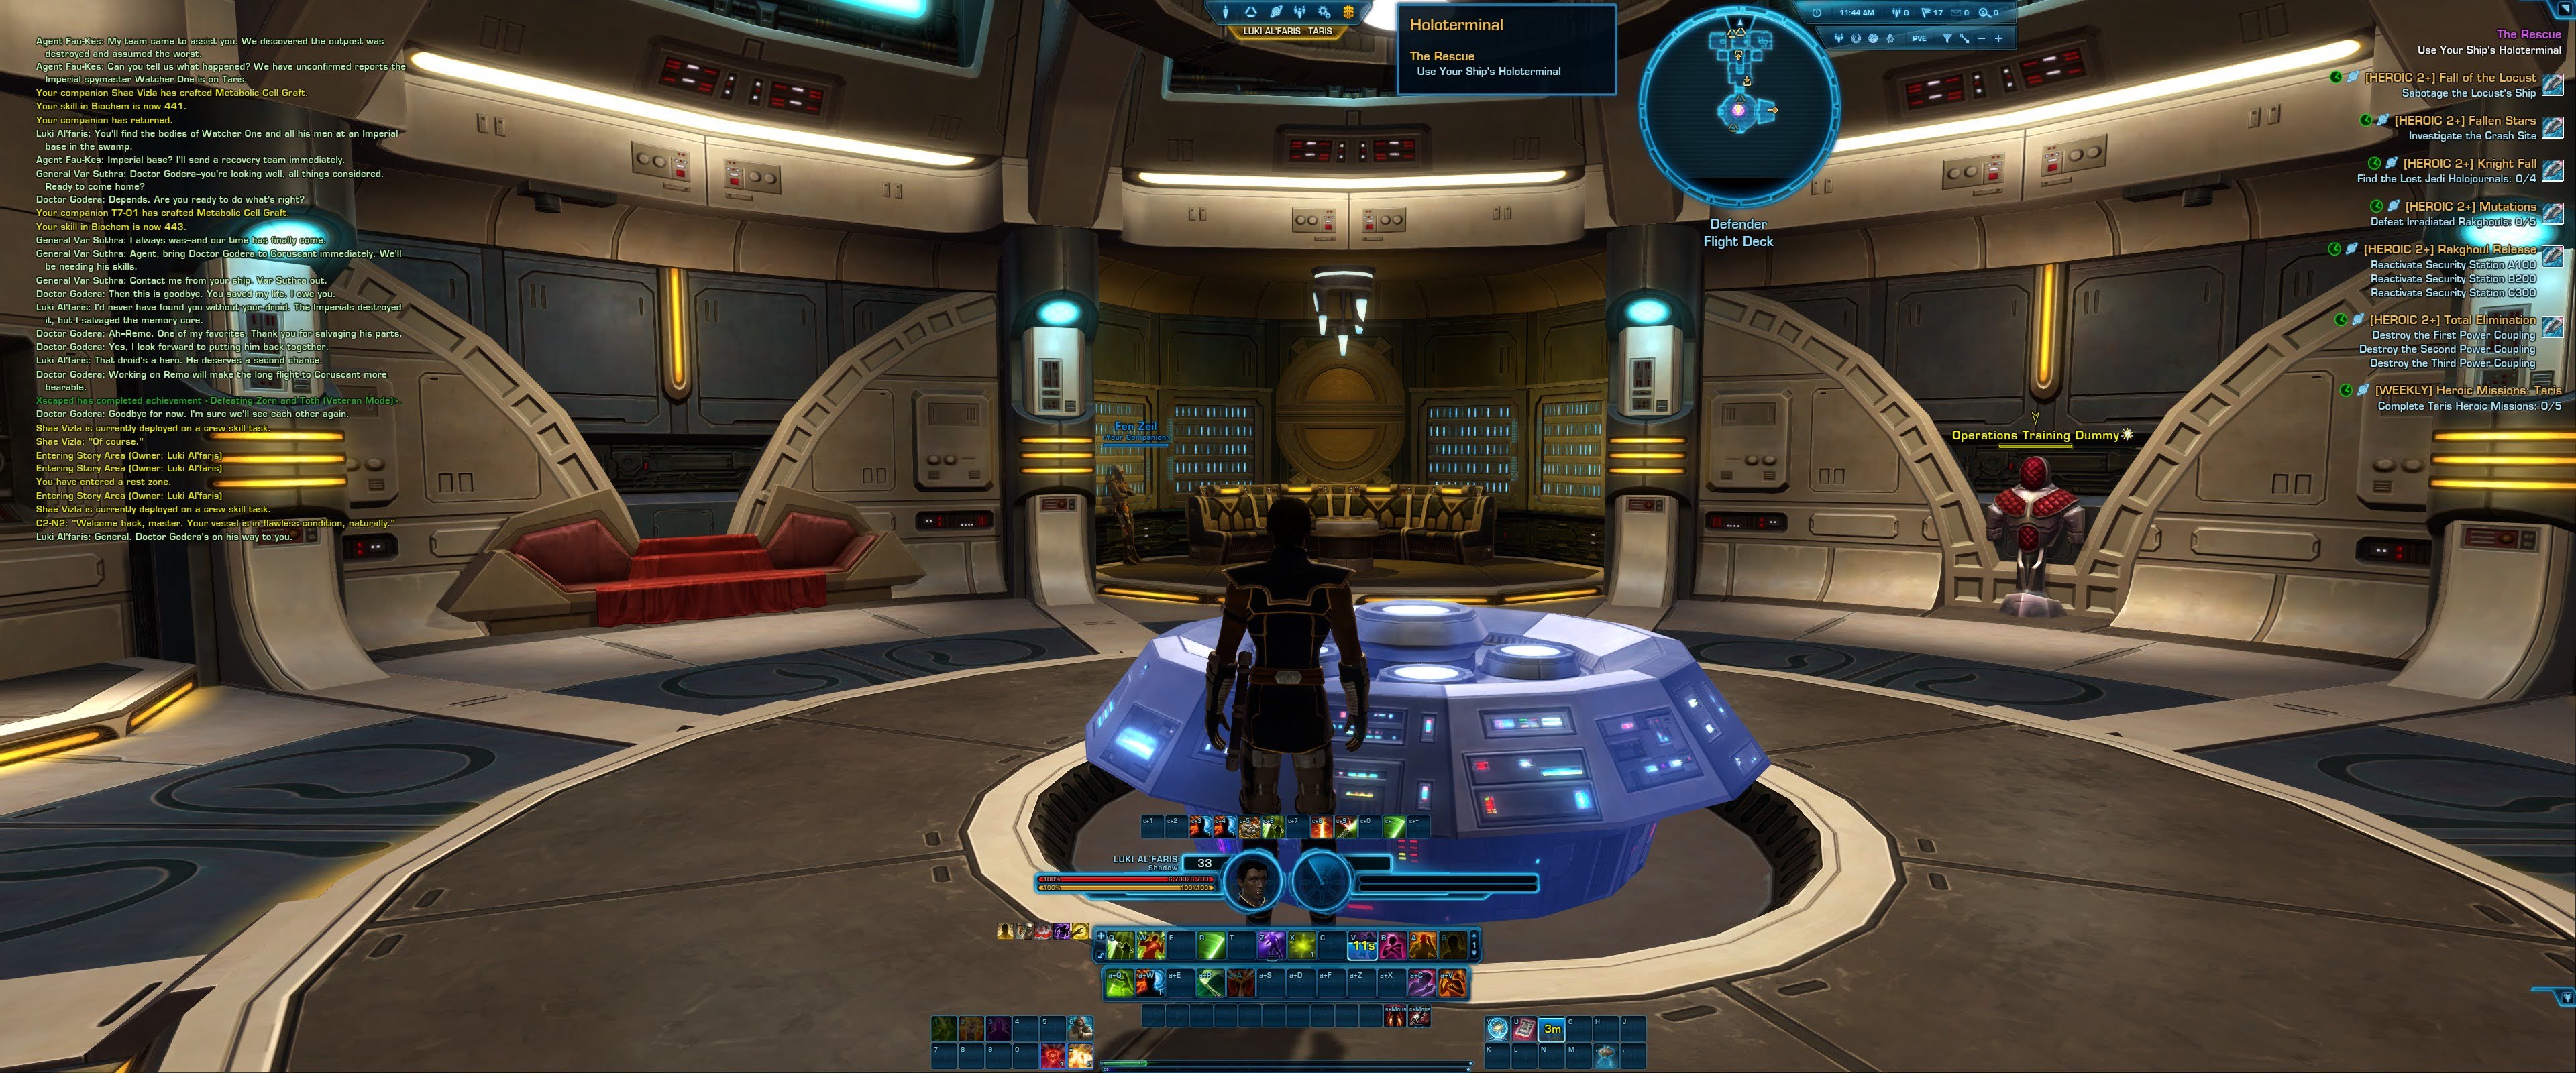 Agent Fau-Kes: My team came to assist you. We discovered the outpost was
destroyed and assumed the worst.
Agent Fau-Kes: Can you tell us what happened? We have unconfirmed reports the
Imperial spymaster Watcher One is on Taris.
Your companion Shae Vizla has crafted Metabolic Cell Graft.
Your skill in Biochem is now 441.
Your companion has returned.
Luki Al'faris: You'll find the bodies of Watcher One and all his men at an Imperial
base in the swamp.
Agent Fau-Kes: Imperial base? I'll send a recovery team immediately.
General Var Suthra: Doctor Godera—you're looking well, all things considered.
Ready to come home?
Doctor Godera: Depends. Are you ready to do what's right?
Your companion T7-O1 has crafted Metabolic Cell Graft.
Your skill in Biochem is now 443.
General Var Suthra: I always was—and our time has finally come.
General Var Suthra: Agent, bring Doctor Godera to Coruscant immediately. We'll
be needing his skills.
General Var Suthra: Contact me from your ship. Var Suthra out.
Doctor Godera: Then this is goodbye. You saved my life. I owe you.
Luki Al'faris: I'd never have found you without your droid. The Imperials destroyed
it, but I salvaged the memory core.
Doctor Godera: Ah—Remo. One of my favorites. Thank you for salvaging his parts.
Doctor Godera: Yes, I look forward to putting him back together.
Luki Al'faris: That droid's a hero. He deserves a second chance.
Doctor Godera: Working on Remo will make the long flight to Coruscant more
bearable.
Xscaped has completed achievement <Defeating Zorn and Toth (Veteran Mode)>
Doctor Godera: Goodbye for now. I'm sure we'll see each other again.
Shae Vizla is currently deployed on a crew skill task.
Shae Vizla: "Of course."
Entering Story Area (Owner: Luki Al'faris)
Entering Story Area (Owner: Luki Al'faris)
You have entered a rest zone.
Entering Story Area (Owner: Luki Al'faris)
Shae Vizla is currently deployed on a crew skill task.
C2-N2: "Welcome back, master. Your vessel is in flawless condition, naturally."
Luki Al'faris: General. Doctor Godera's on his way to you.
LUKI AL'FARIS - TARIS
Holoterminal
The Rescue
Use Your Ship's Holoterminal
11:44 AM 0 17 0 0
PVE
Defender
Flight Deck
The Rescue
Use Your Ship's Holoterminal
[HEROIC 2+] Fall of the Locust
Sabotage the Locust's Ship
[HEROIC 2+] Fallen Stars
Investigate the Crash Site
[HEROIC 2+] Knight Fall
Find the Lost Jedi Holojournals: 0/4
[HEROIC 2+] Mutations
Defeat Irradiated Rakghouls: 0/5
[HEROIC 2+] Rakghoul Release
Reactivate Security Station A100
Reactivate Security Station B200
Reactivate Security Station C300
[HEROIC 2+] Total Elimination
Destroy the First Power Coupling
Destroy the Second Power Coupling
Destroy the Third Power Coupling
[WEEKLY] Heroic Missions: Taris
Complete Taris Heroic Missions: 0/5
Fen Zeil
<Your Companion>
Operations Training Dummy
LUKI AL'FARIS
Shadow
33
100% 6,700/6,700
100% 100/100
E R T Z X C V B
11s
a+Q a+W a+E a+S a+D a+F a+Z a+X a+C a+V
4 5
7 8 9 0
U 3m O H J
K L N M